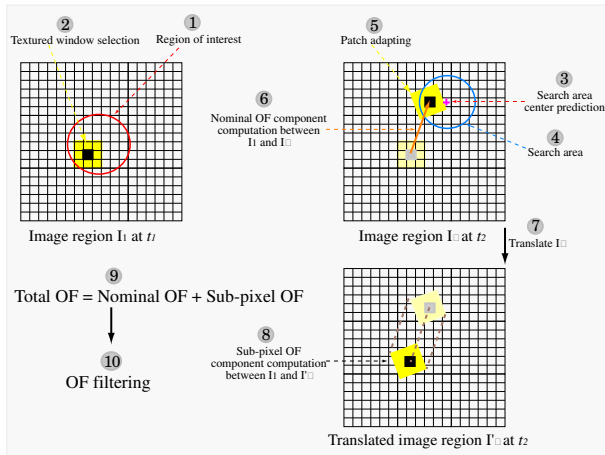 2
Textured window selection
1
Region of interest
Image region I1 at t1
5
Patch adapting
6
Nominal OF component
computation between
I1 and I□
3
Search area
center prediction
4
Search area
Image region I□ at t2
7
Translate I□
9
Total OF = Nominal OF + Sub-pixel OF
10
OF filtering
8
Sub-pixel OF
component computation
between I1 and I'□
Translated image region I'□ at t2